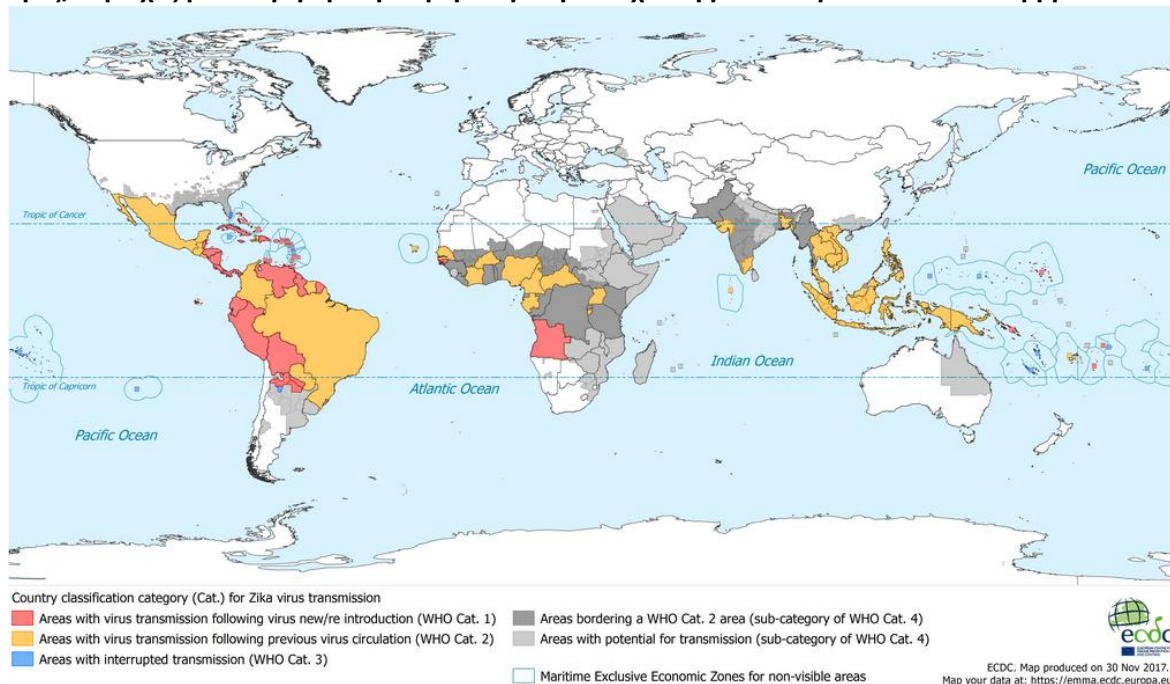 Pacific Ocean
Tropic of Cancer
Indian Ocean
Atlantic Ocean
Tropic of Capricorn
Pacific Ocean
Country classification category (Cat.) for Zika virus transmission
Areas with virus transmission following virus new/re introduction (WHO Cat. 1)
Areas with virus transmission following previous virus circulation (WHO Cat. 2)
Areas with interrupted transmission (WHO Cat. 3)
Areas bordering a WHO Cat. 2 area (sub-category of WHO Cat. 4)
Areas with potential for transmission (sub-category of WHO Cat. 4)
Maritime Exclusive Economic Zones for non-visible areas
ecdc
ECDC. Map produced on 30 Nov 2017.
Map your data at: https://emma.ecdc.europa.eu